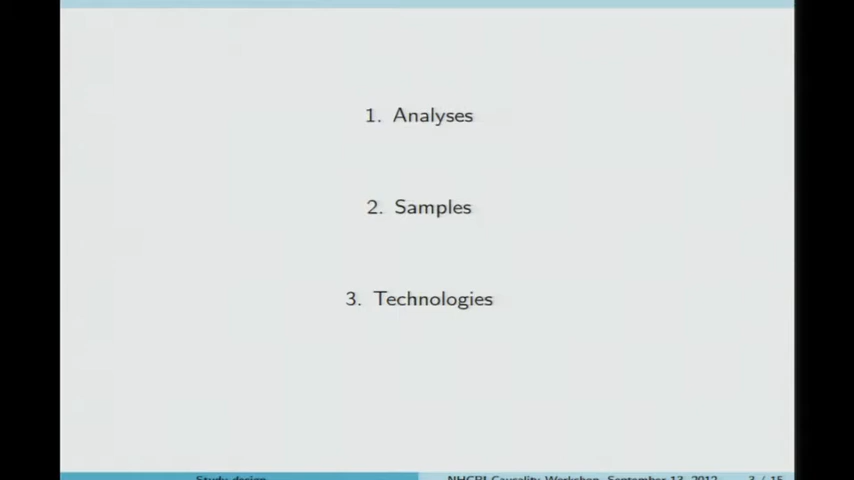 1. Analyses
2. Samples
3. Technologies
Study design
NHGRI Causality Workshop, September 13, 2012
3 / 15